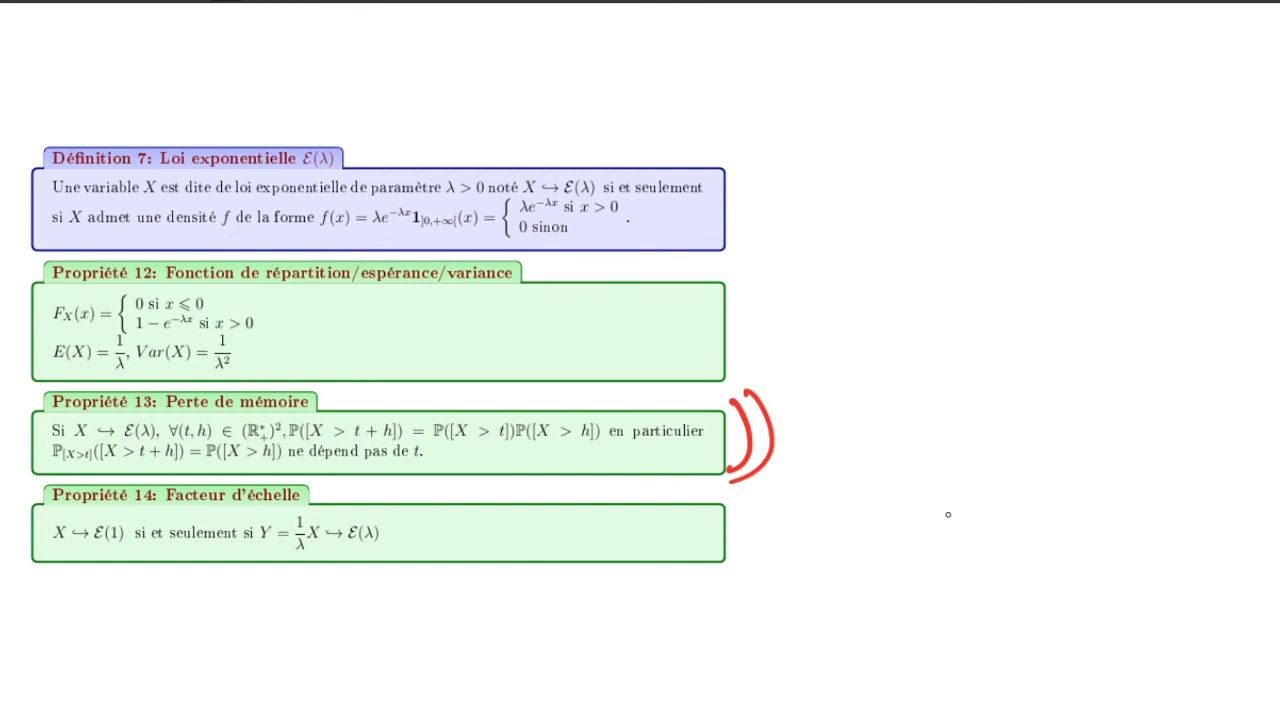 Définition 7: Loi exponentielle ℰ(λ)
Une variable X est dite de loi exponentielle de paramètre λ > 0 noté X ↪ ℰ(λ) si et seulement
si X admet une densité f de la forme f(x) = λe^{−λx}𝟏_{]0,+∞[}(x) = { λe^{−λx} si x > 0
0 sinon .
Propriété 12: Fonction de répartition/espérance/variance
F_X(x) = { 0 si x ⩽ 0
1 − e^{−λx} si x > 0
E(X) = 1/λ, Var(X) = 1/λ²
Propriété 13: Perte de mémoire
Si X ↪ ℰ(λ), ∀(t, h) ∈ (ℝ₊*)², ℙ([X > t + h]) = ℙ([X > t])ℙ([X > h]) en particulier
ℙ_{[X>t]}([X > t + h]) = ℙ([X > h]) ne dépend pas de t.
Propriété 14: Facteur d'échelle
X ↪ ℰ(1) si et seulement si Y = 1/λ X ↪ ℰ(λ)